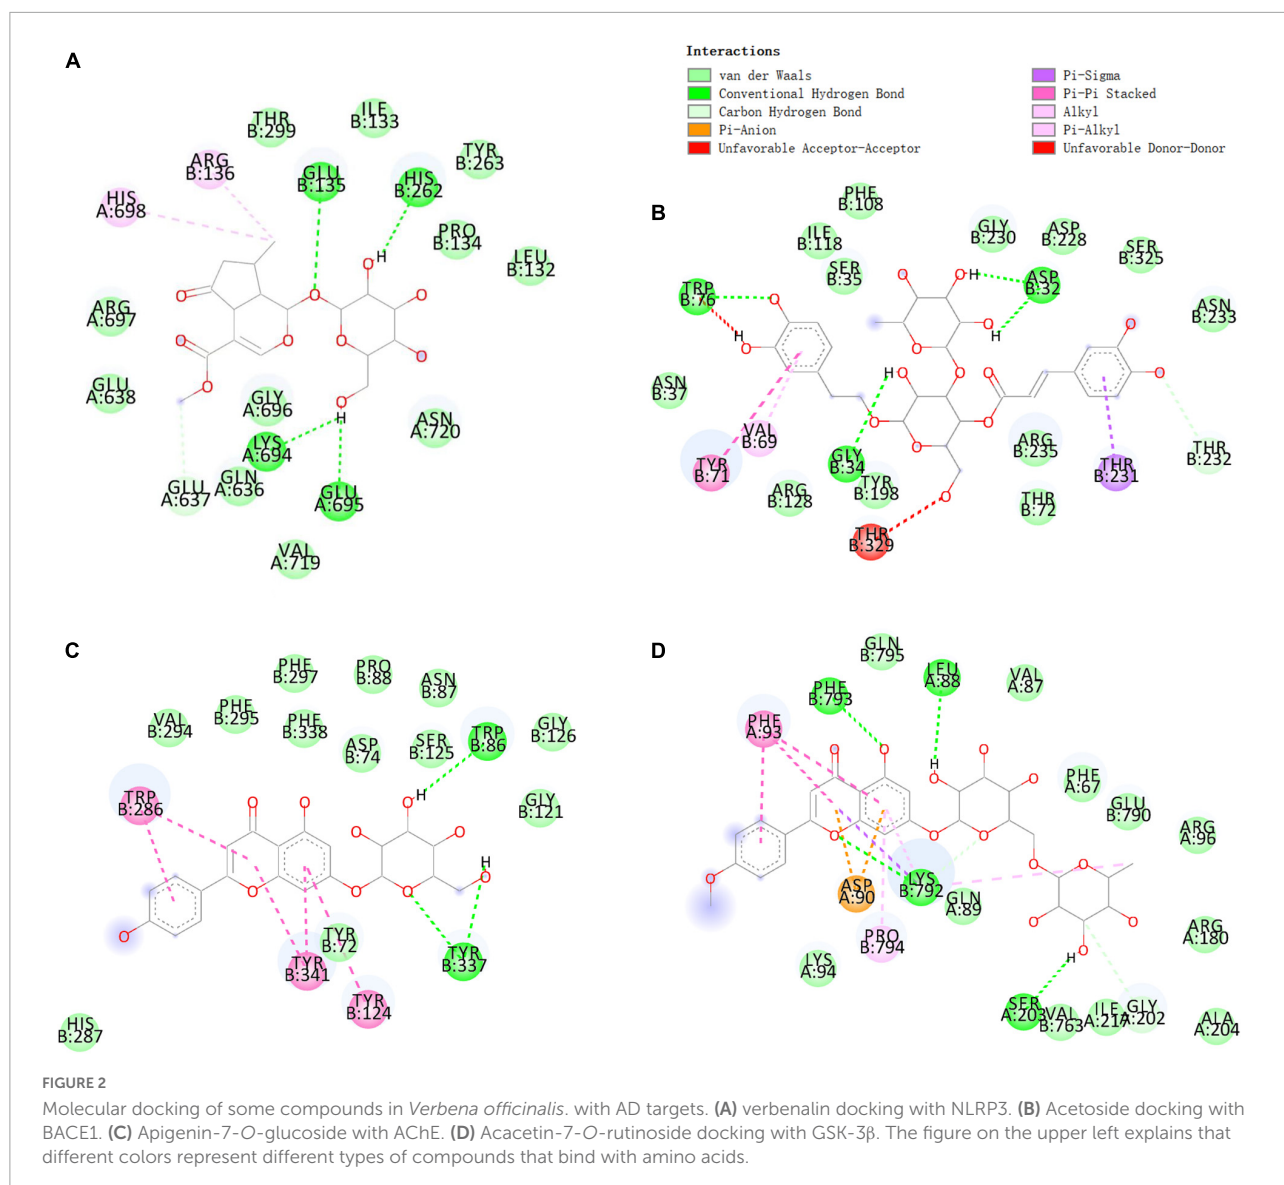 A
THR
B:299
ILE
B:133
TYR
B:263
ARG
B:136
GLU
B:135
HIS
B:262
HIS
A:698
PRO
B:134
LEU
B:132
O
H
O
O
O
O
O
O
O
O
O
O
H
ARG
A:697
GLU
A:638
GLY
A:696
LYS
A:694
ASN
A:720
GLU
A:637
GLN
A:636
GLU
A:695
VAL
A:719
Interactions
van der Waals
Conventional Hydrogen Bond
Carbon Hydrogen Bond
Pi-Anion
Unfavorable Acceptor-Acceptor
Pi-Sigma
Pi-Pi Stacked
Alkyl
Pi-Alkyl
Unfavorable Donor-Donor
B
PHE
B:108
ILE
B:118
SER
B:35
GLY
B:230
ASP
B:228
SER
B:325
TRP
B:76
ASP
B:32
ASN
B:233
O
O
H
O
O
H
O
H
O
O
O
O
H
O
O
O
O
O
O
O
ASN
B:37
VAL
B:69
TYR
B:71
GLY
B:34
ARG
B:235
THR
B:232
TYR
B:198
THR
B:231
ARG
B:128
THR
B:72
THR
B:329
C
PHE
B:297
PRO
B:88
ASN
B:87
VAL
B:294
PHE
B:295
PHE
B:338
ASP
B:74
SER
B:125
TRP
B:86
GLY
B:126
TRP
B:286
GLY
B:121
O
O
O
H
O
O
O
O
O
O
H
O
TYR
B:72
TYR
B:341
TYR
B:337
TYR
B:124
HIS
B:287
D
GLN
B:795
PHE
B:793
LEU
A:88
VAL
A:87
PHE
A:93
PHE
A:67
GLU
B:790
ARG
A:96
O
O
H
O
O
O
O
O
O
O
O
O
O
O
O
H
ASP
A:90
LYS
B:792
GLN
A:89
PRO
B:794
LYS
A:94
ARG
A:180
SER
A:203
VAL
B:763
ILE
A:217
GLY
A:202
ALA
A:204
FIGURE 2
Molecular docking of some compounds in Verbena officinalis. with AD targets. (A) verbenalin docking with NLRP3. (B) Acetoside docking with
BACE1. (C) Apigenin-7-O-glucoside with AChE. (D) Acacetin-7-O-rutinoside docking with GSK-3β. The figure on the upper left explains that
different colors represent different types of compounds that bind with amino acids.